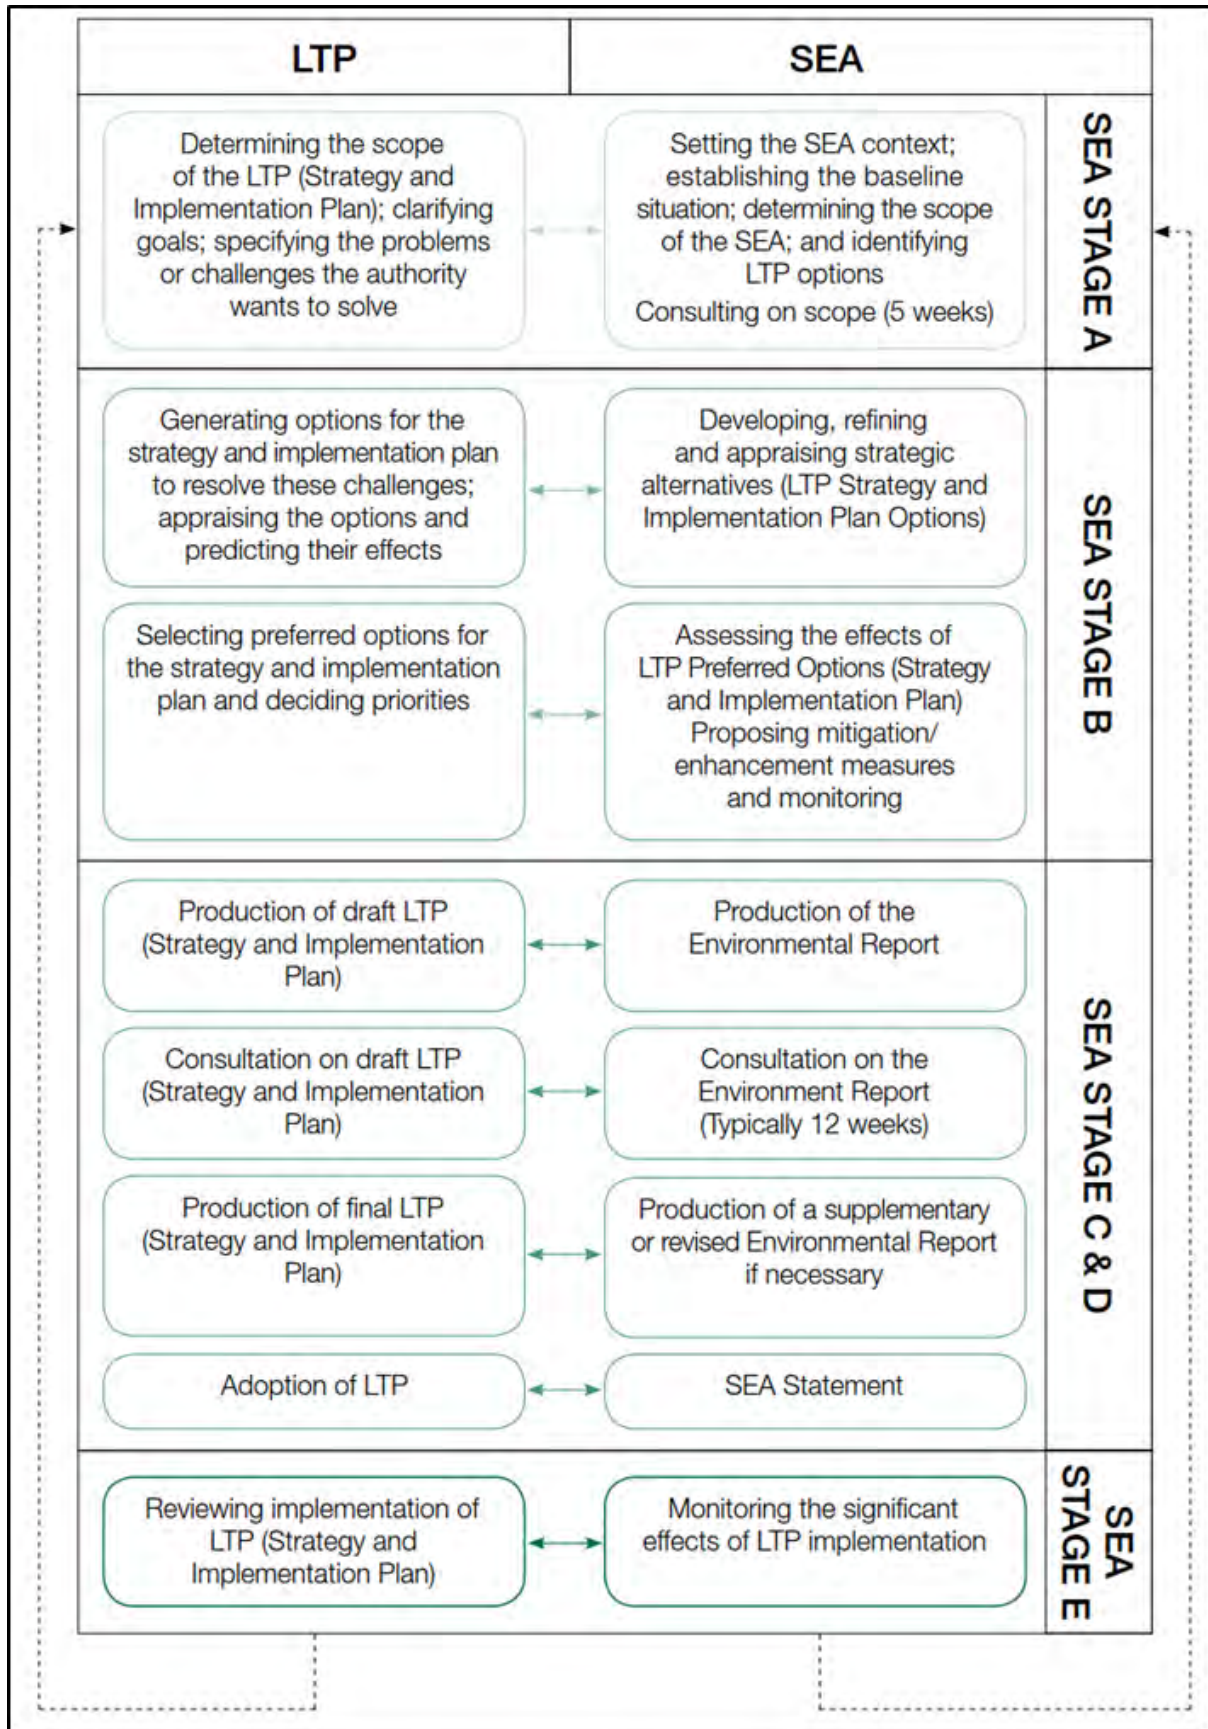 LTP
SEA
Determining the scope
of the LTP (Strategy and
Implementation Plan); clarifying
goals; specifying the problems
or challenges the authority
wants to solve
Setting the SEA context;
establishing the baseline
situation; determining the scope
of the SEA; and identifying
LTP options
Consulting on scope (5 weeks)
SEA STAGE A
Generating options for the
strategy and implementation plan
to resolve these challenges;
appraising the options and
predicting their effects
Developing, refining
and appraising strategic
alternatives (LTP Strategy and
Implementation Plan Options)
Selecting preferred options for
the strategy and implementation
plan and deciding priorities
Assessing the effects of
LTP Preferred Options (Strategy
and Implementation Plan)
Proposing mitigation/
enhancement measures
and monitoring
SEA STAGE B
Production of draft LTP
(Strategy and Implementation
Plan)
Production of the
Environmental Report
Consultation on draft LTP
(Strategy and Implementation
Plan)
Consultation on the
Environment Report
(Typically 12 weeks)
Production of final LTP
(Strategy and Implementation
Plan)
Production of a supplementary
or revised Environmental Report
if necessary
Adoption of LTP
SEA Statement
SEA STAGE C & D
Reviewing implementation of
LTP (Strategy and
Implementation Plan)
Monitoring the significant
effects of LTP implementation
SEA
STAGE E